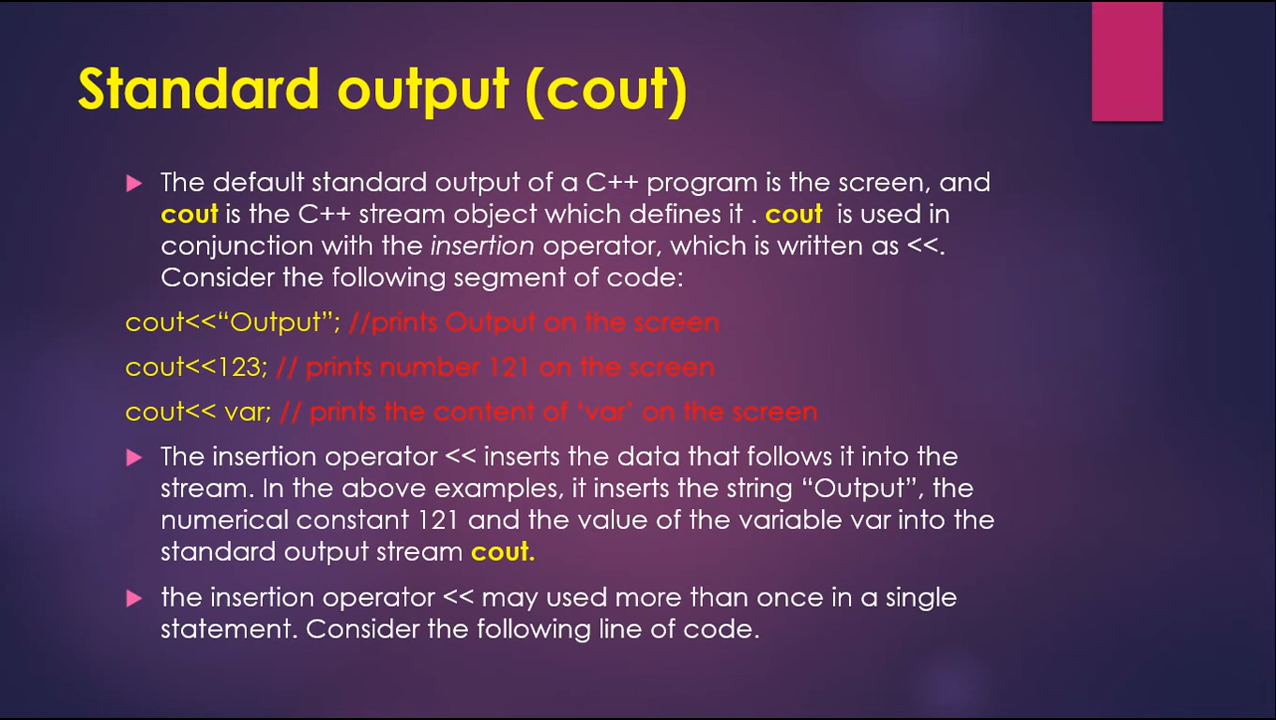 Standard output (cout)
The default standard output of a C++ program is the screen, and
cout is the C++ stream object which defines it . cout is used in
conjunction with the insertion operator, which is written as <<.
Consider the following segment of code:
cout<<“Output”; //prints Output on the screen
cout<<123; // prints number 121 on the screen
cout<< var; // prints the content of ‘var’ on the screen
The insertion operator << inserts the data that follows it into the
stream. In the above examples, it inserts the string “Output”, the
numerical constant 121 and the value of the variable var into the
standard output stream cout.
the insertion operator << may used more than once in a single
statement. Consider the following line of code.